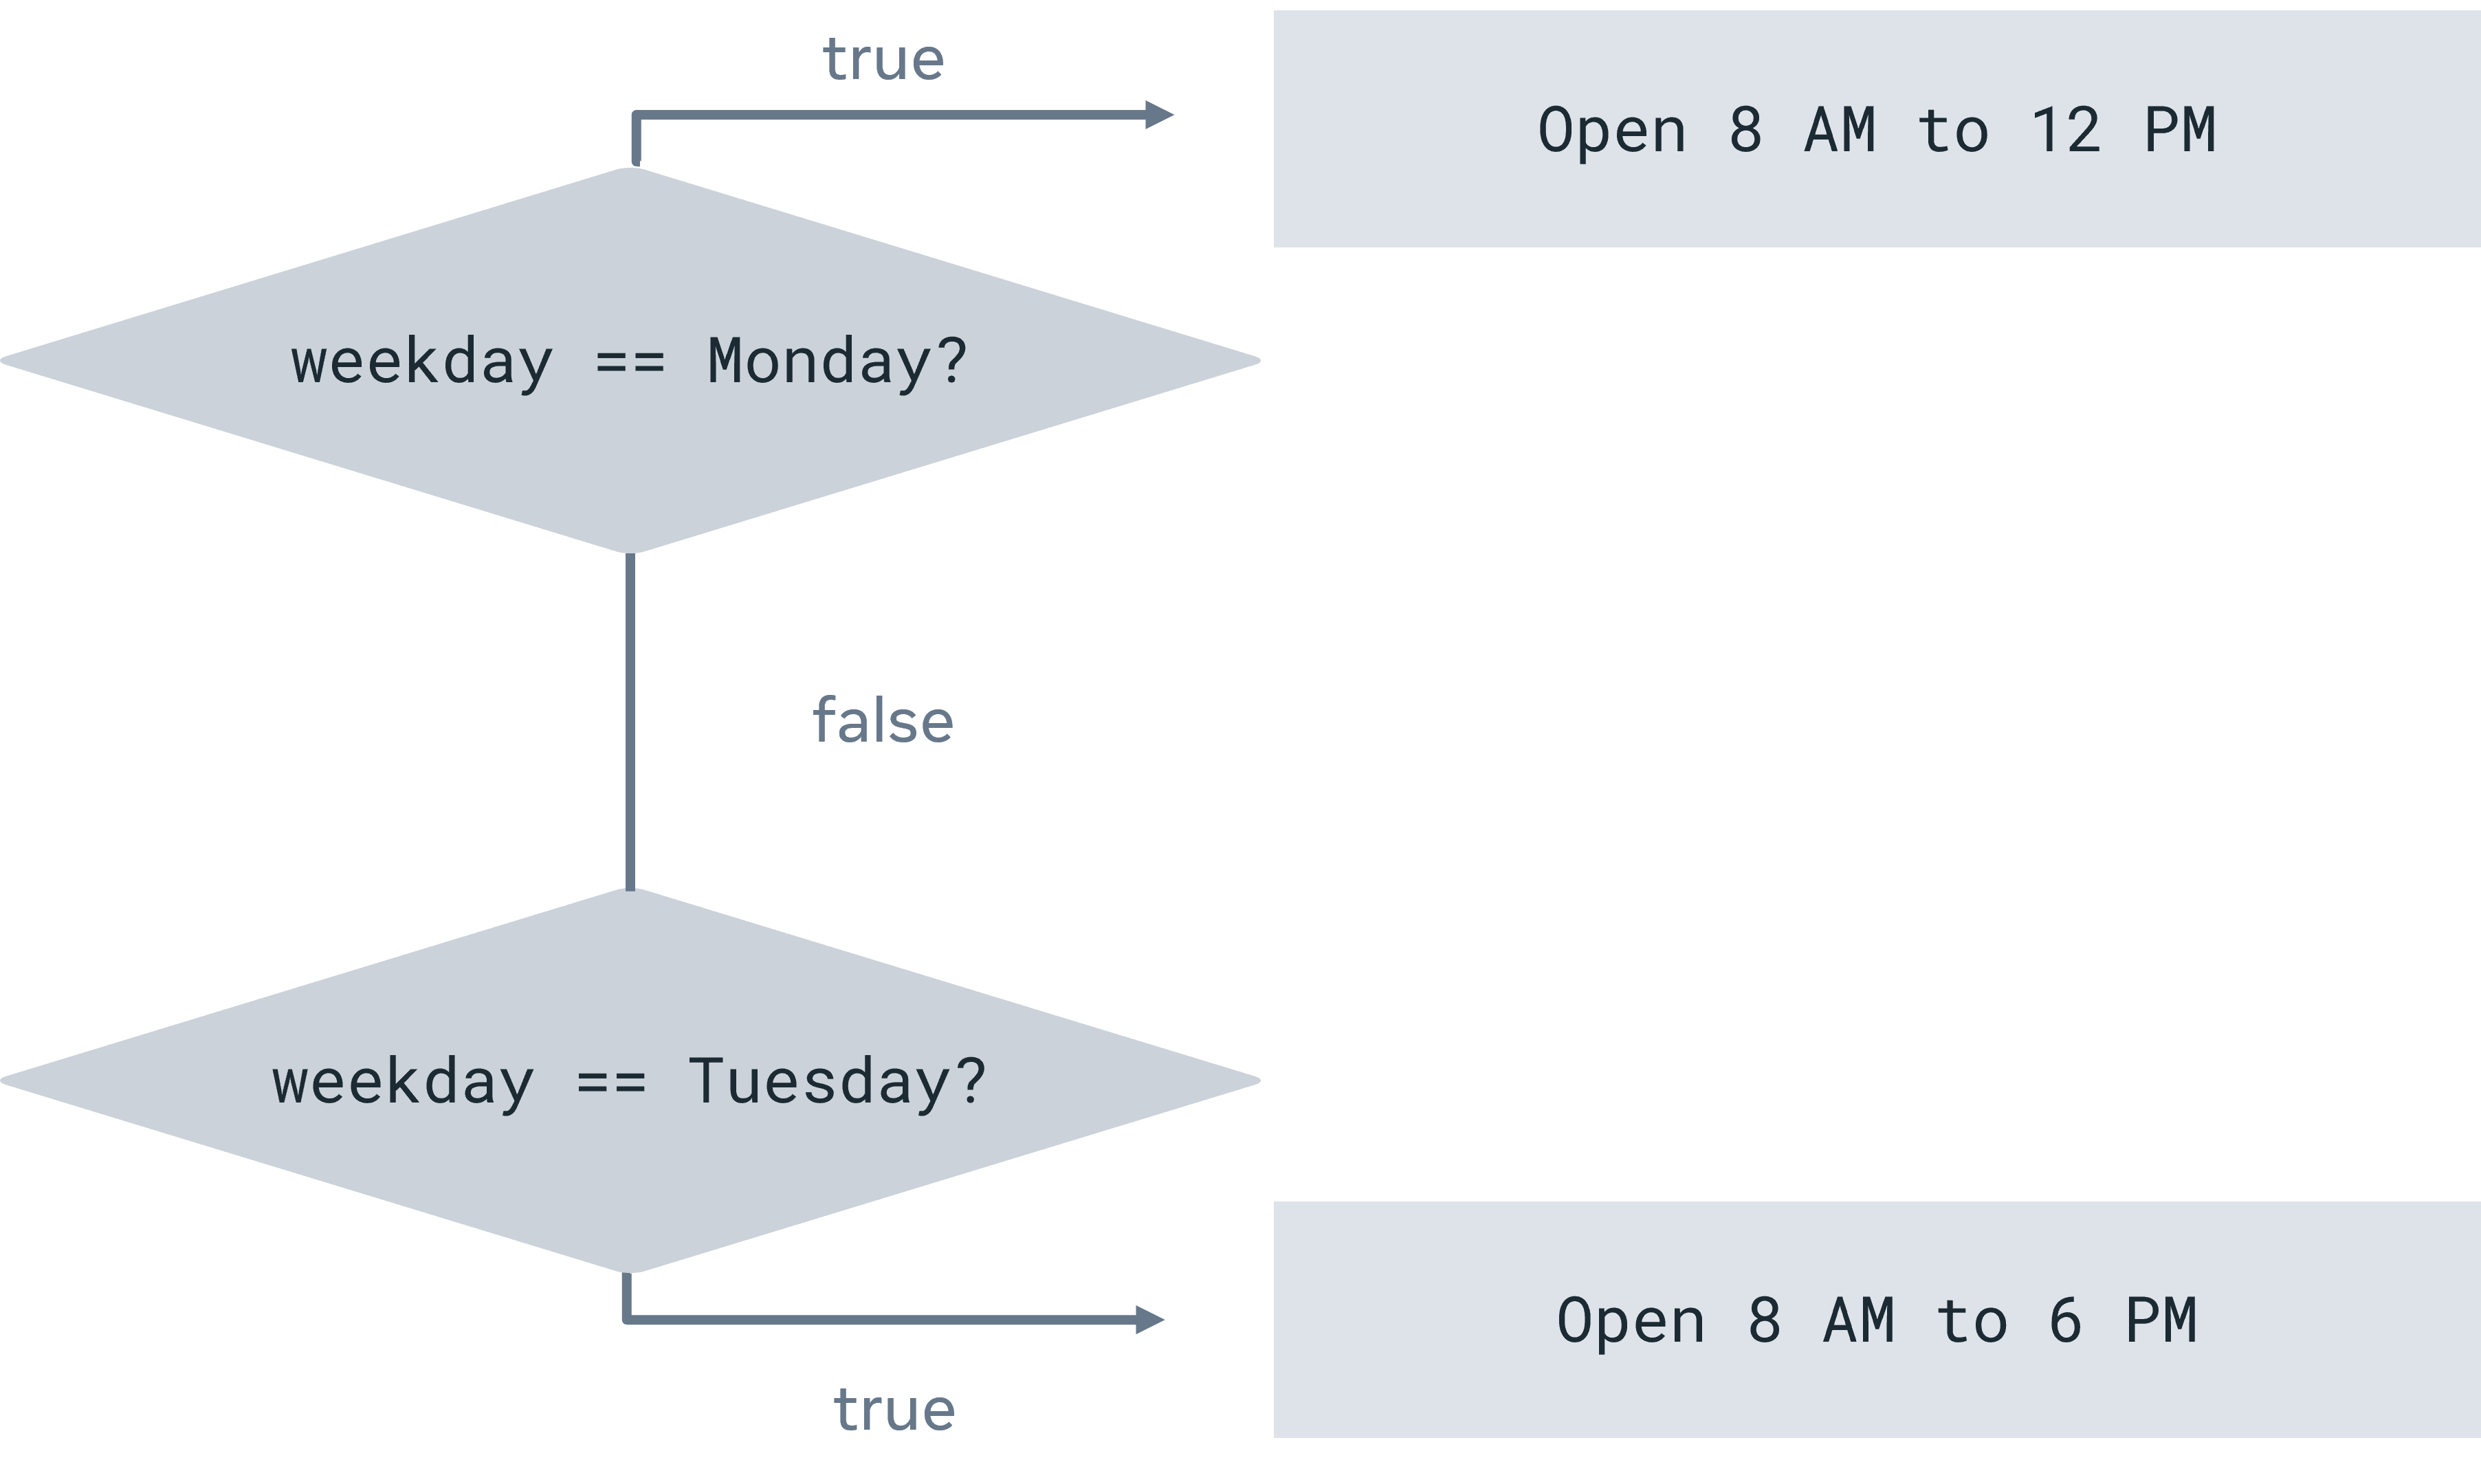 true
Open 8 AM to 12 PM
weekday == Monday?
false
weekday == Tuesday?
Open 8 AM to 6 PM
true